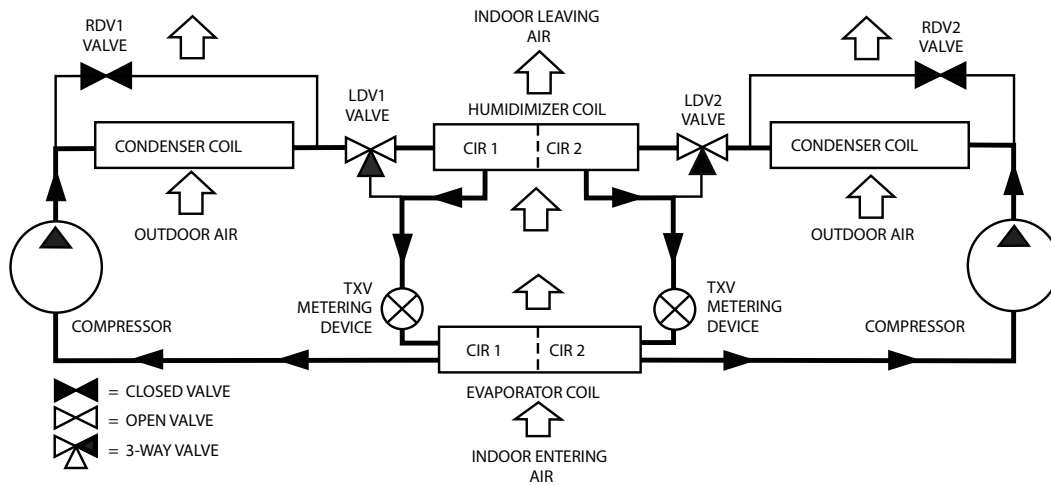 RDV1
VALVE
INDOOR LEAVING
AIR
RDV2
VALVE
LDV1
VALVE
HUMIDIMIZER COIL
LDV2
VALVE
CONDENSER COIL
CIR 1
CIR 2
CONDENSER COIL
OUTDOOR AIR
OUTDOOR AIR
TXV
METERING
DEVICE
TXV
METERING
DEVICE
COMPRESSOR
COMPRESSOR
CIR 1
CIR 2
EVAPORATOR COIL
= CLOSED VALVE
= OPEN VALVE
= 3-WAY VALVE
INDOOR ENTERING
AIR